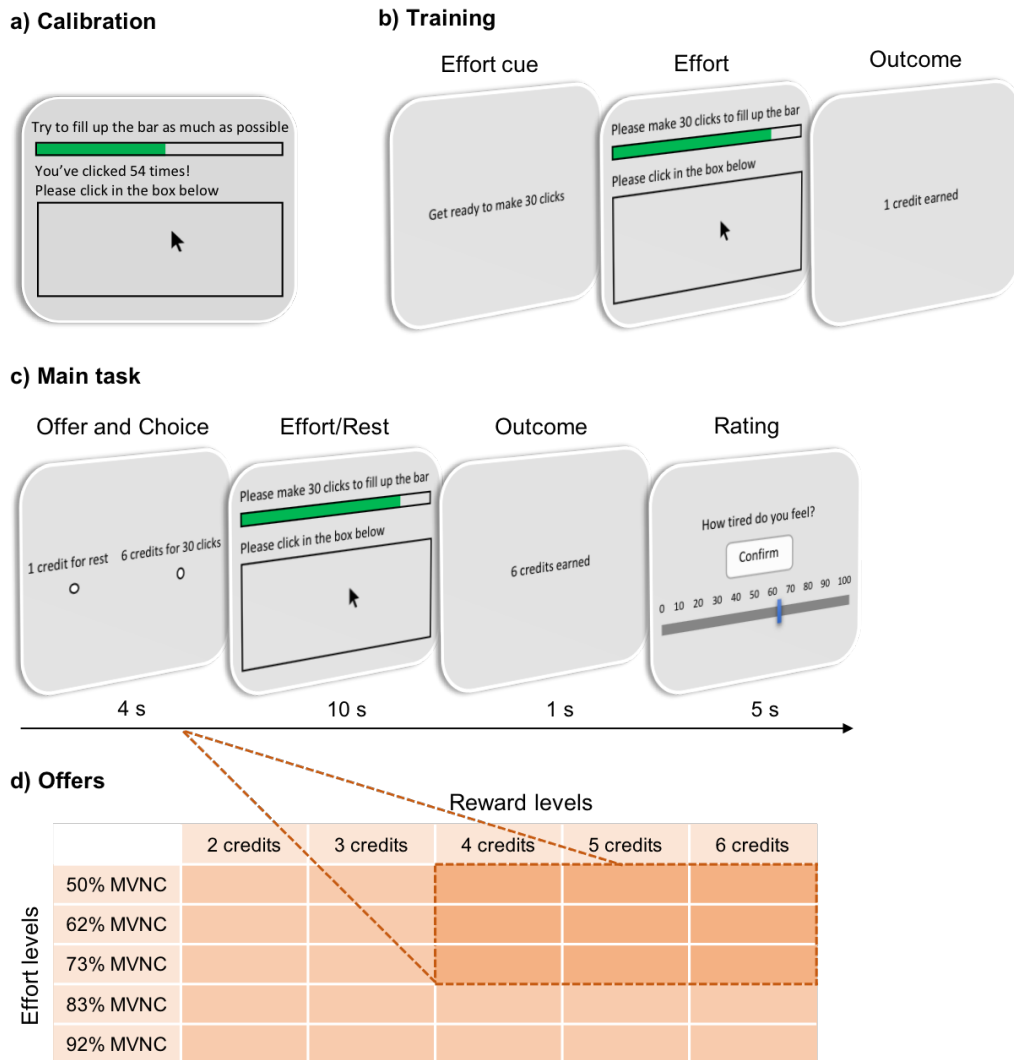 a) Calibration
Try to fill up the bar as much as possible
You've clicked 54 times!
Please click in the box below
b) Training
Effort cue
Effort
Outcome
Get ready to make 30 clicks
Please make 30 clicks to fill up the bar
Please click in the box below
1 credit earned
c) Main task
Offer and Choice
Effort/Rest
Outcome
Rating
1 credit for rest
6 credits for 30 clicks
Please make 30 clicks to fill up the bar
Please click in the box below
6 credits earned
How tired do you feel?
Confirm
0 10 20 30 40 50 60 70 80 90 100
4 s
10 s
1 s
5 s
d) Offers
Reward levels
2 credits 3 credits 4 credits 5 credits 6 credits
Effort levels
50% MVNC
62% MVNC
73% MVNC
83% MVNC
92% MVNC